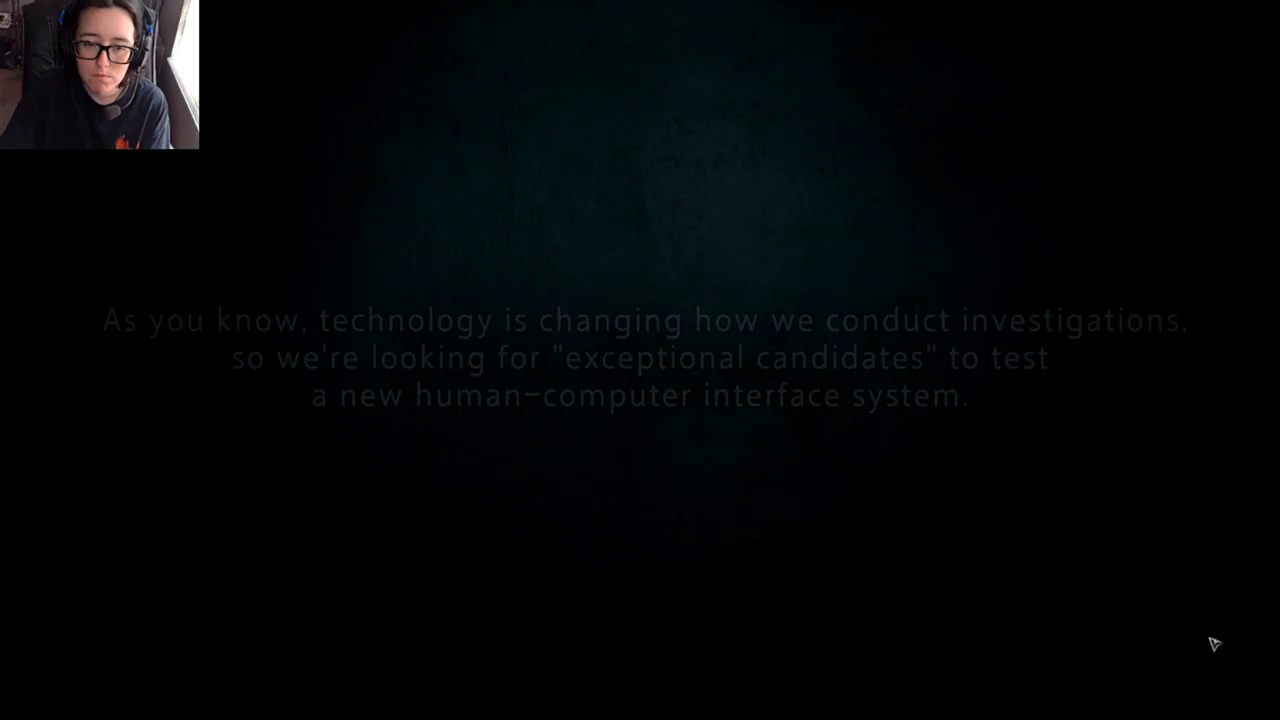 As you know, technology is changing how we conduct investigations,
so we're looking for "exceptional candidates" to test
a new human-computer interface system.